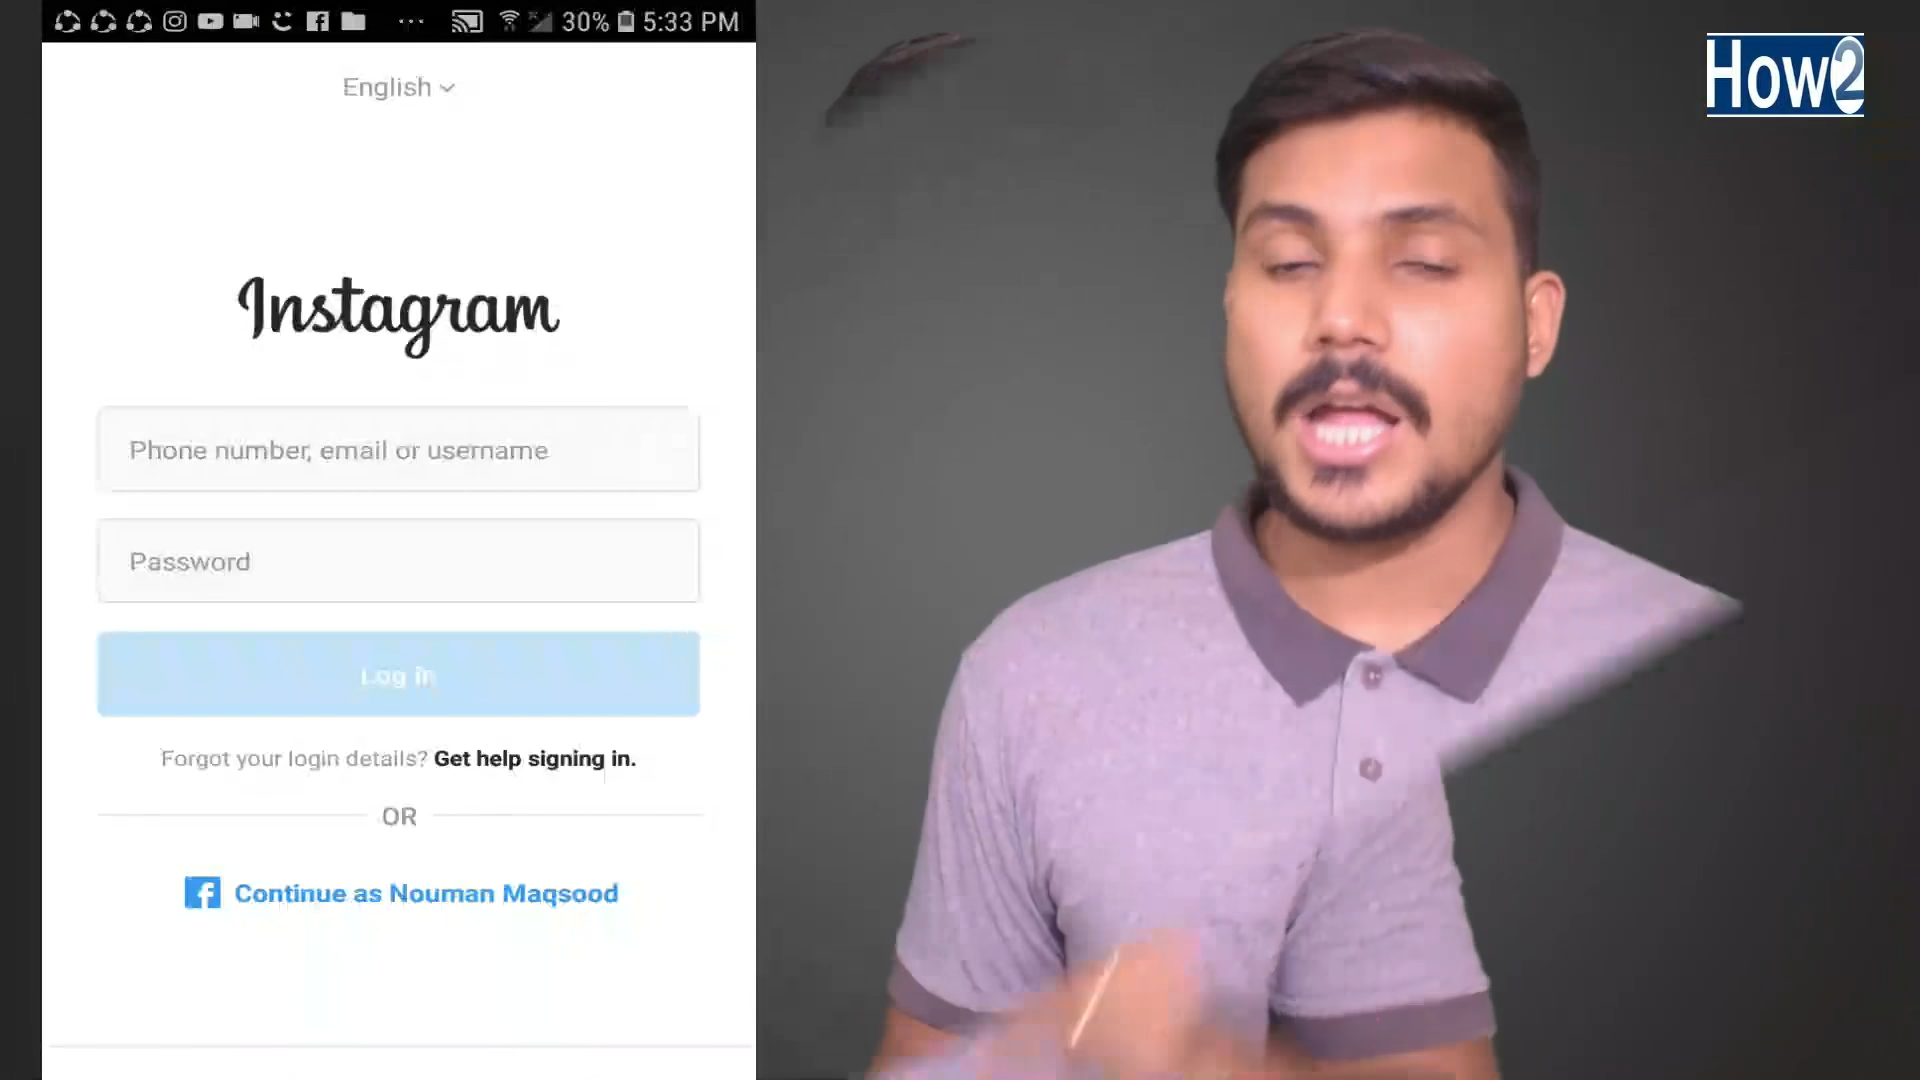 30% 5:33 PM
How2
English
Instagram
Phone number, email or username
Password
Log in
Forgot your login details? Get help signing in.
OR
Continue as Nouman Maqsood